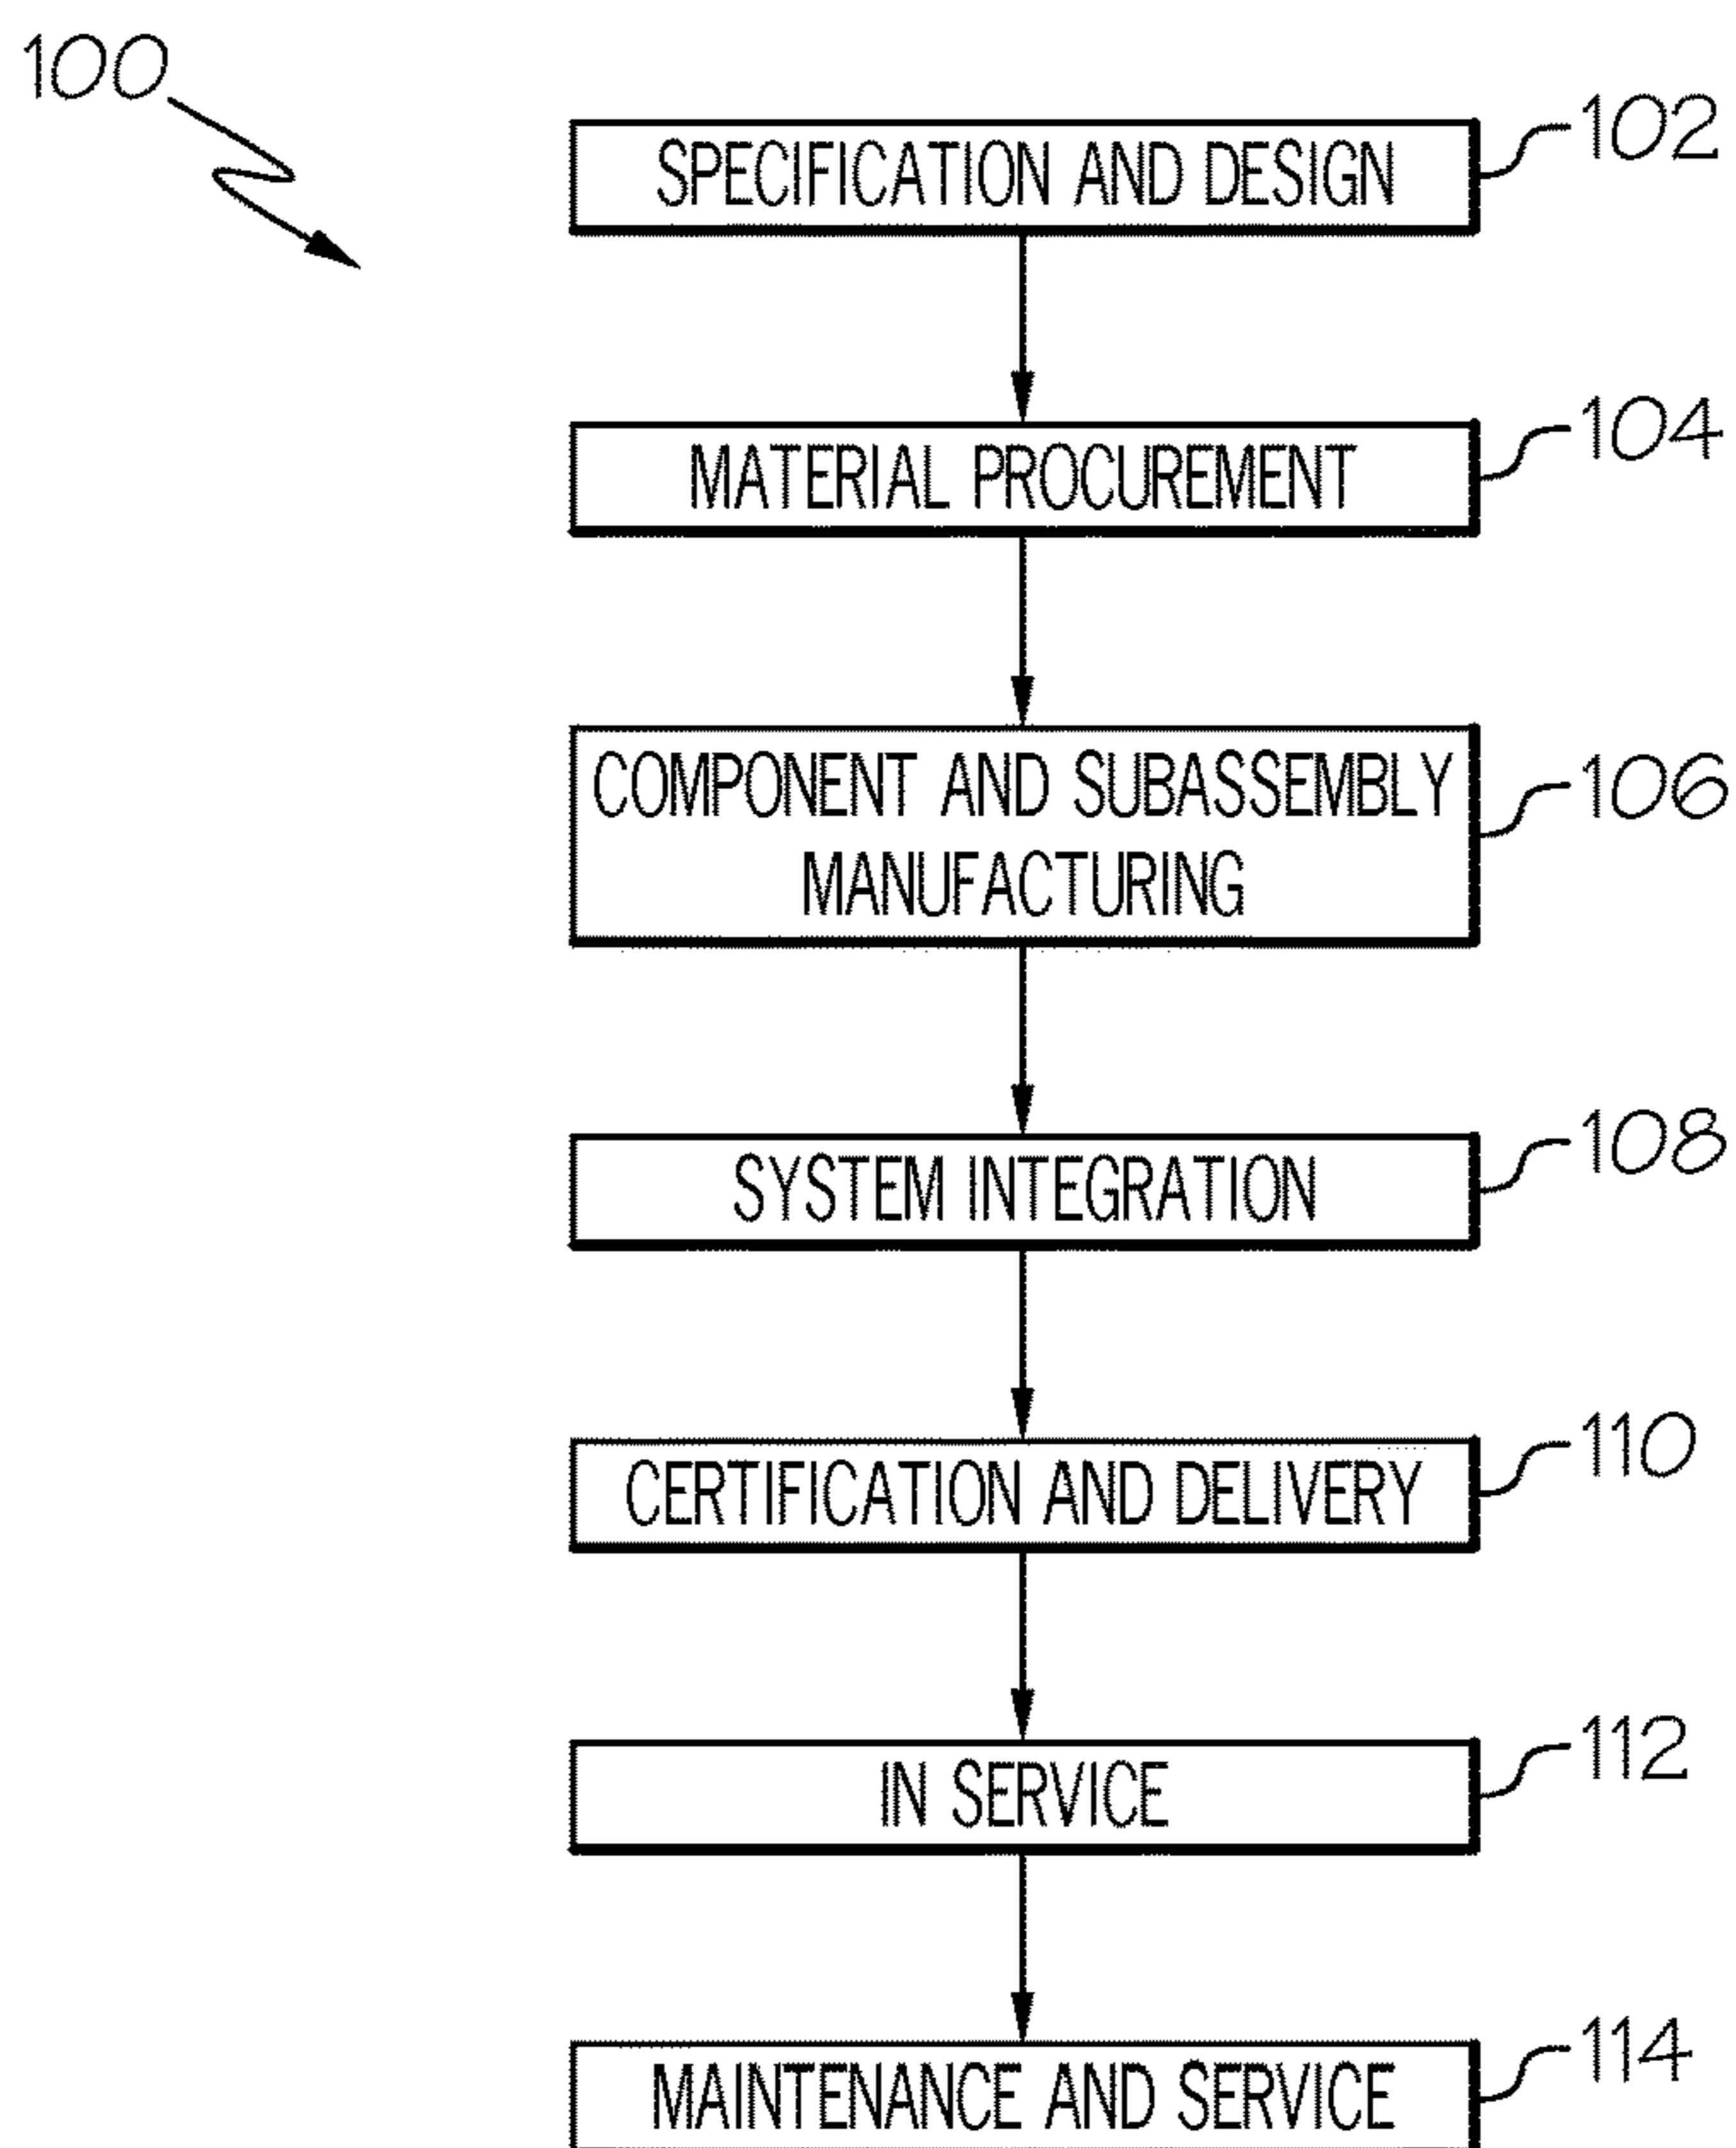 100
SPECIFICATION AND DESIGN
102
MATERIAL PROCUREMENT
104
COMPONENT AND SUBASSEMBLY
MANUFACTURING
106
SYSTEM INTEGRATION
108
CERTIFICATION AND DELIVERY
110
IN SERVICE
112
MAINTENANCE AND SERVICE
114